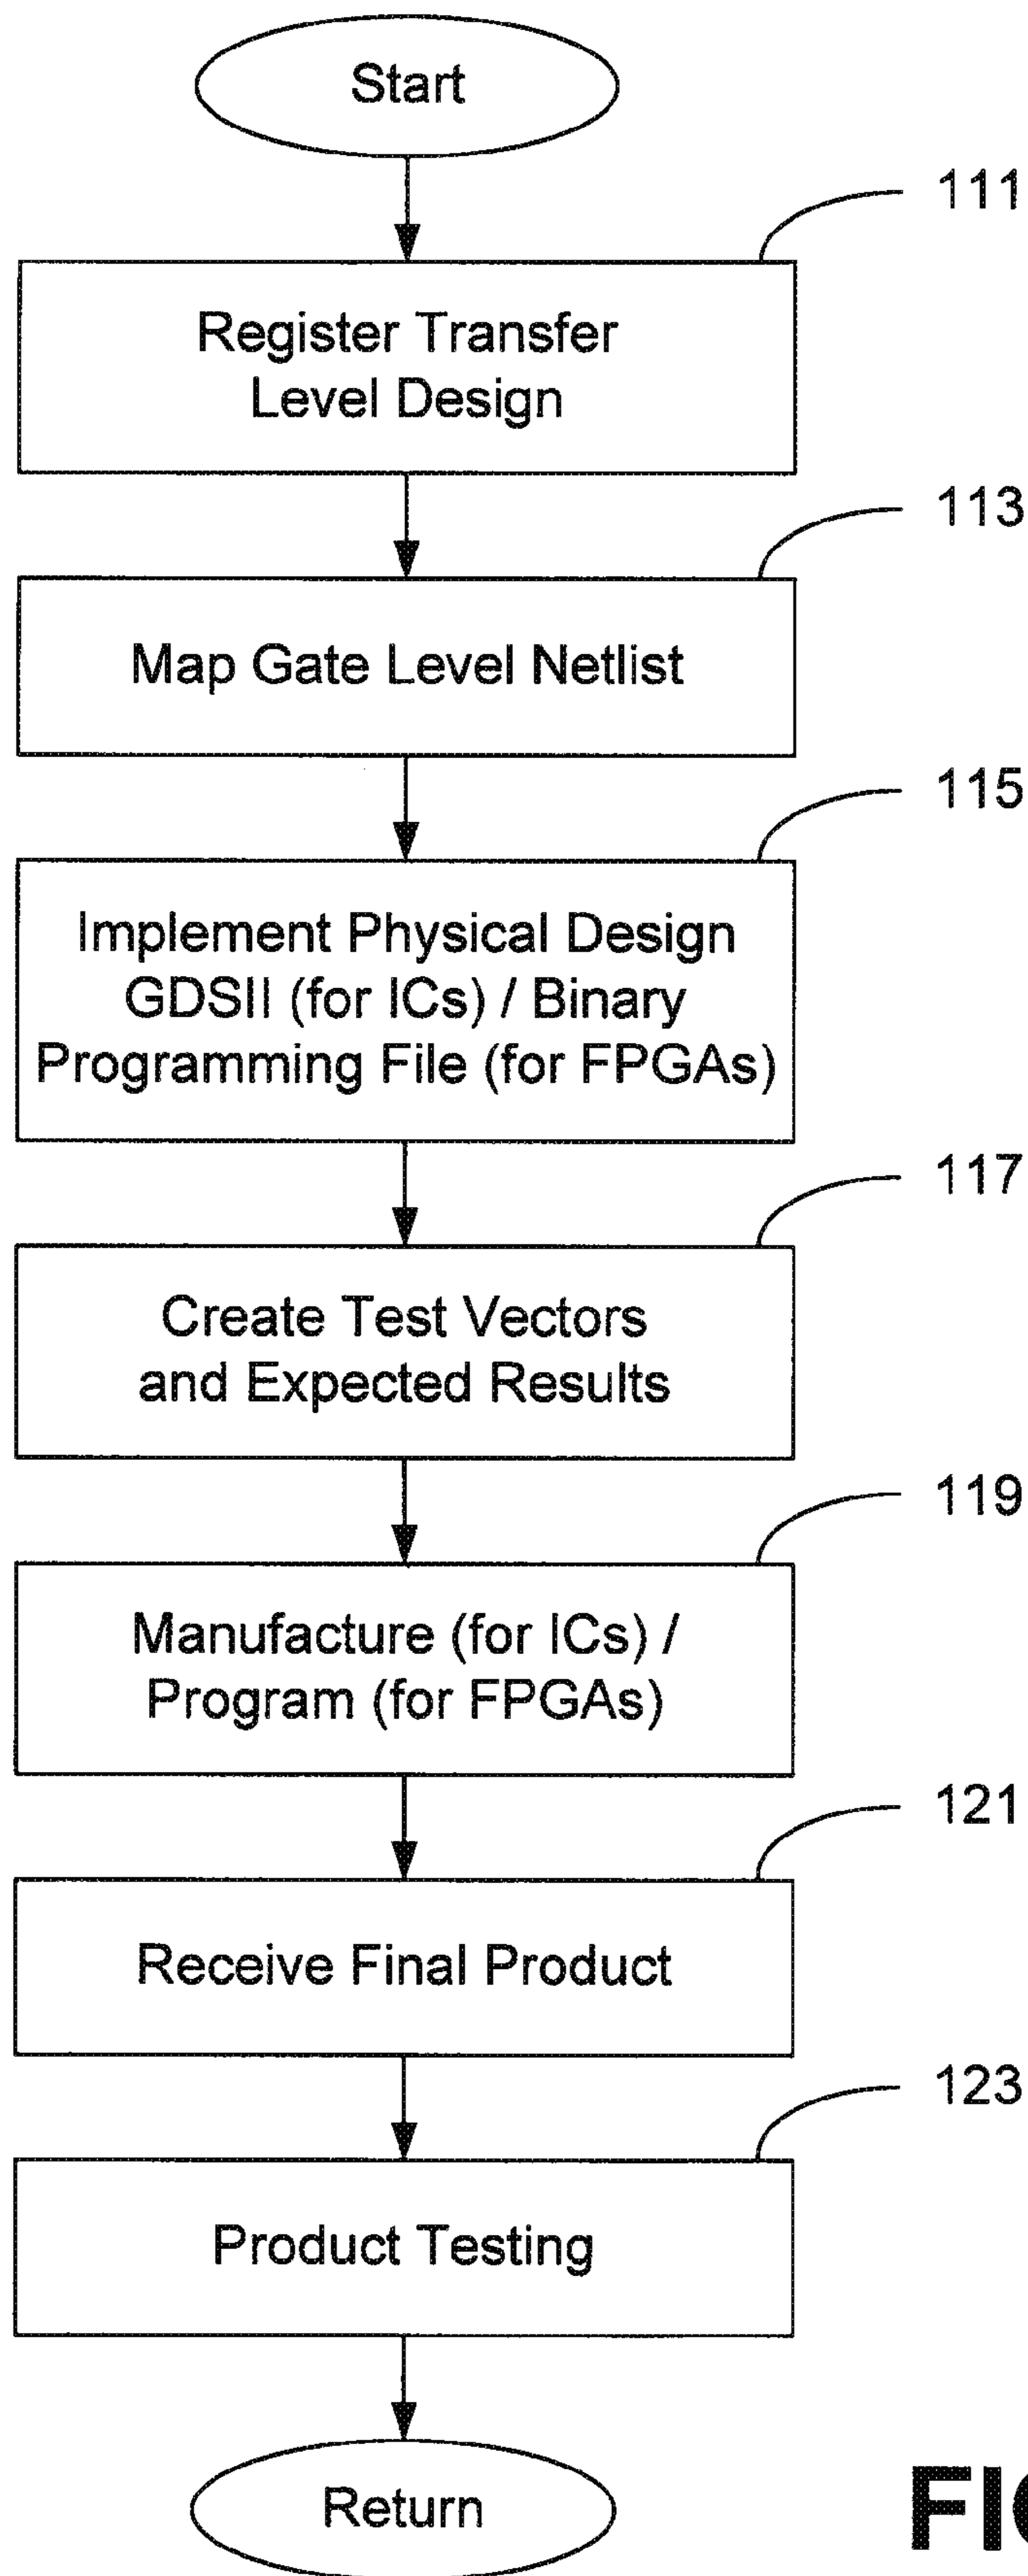 Start
111
Register Transfer
Level Design
113
Map Gate Level Netlist
115
Implement Physical Design
GDSII (for ICs) / Binary
Programming File (for FPGAs)
117
Create Test Vectors
and Expected Results
119
Manufacture (for ICs) /
Program (for FPGAs)
121
Receive Final Product
123
Product Testing
Return